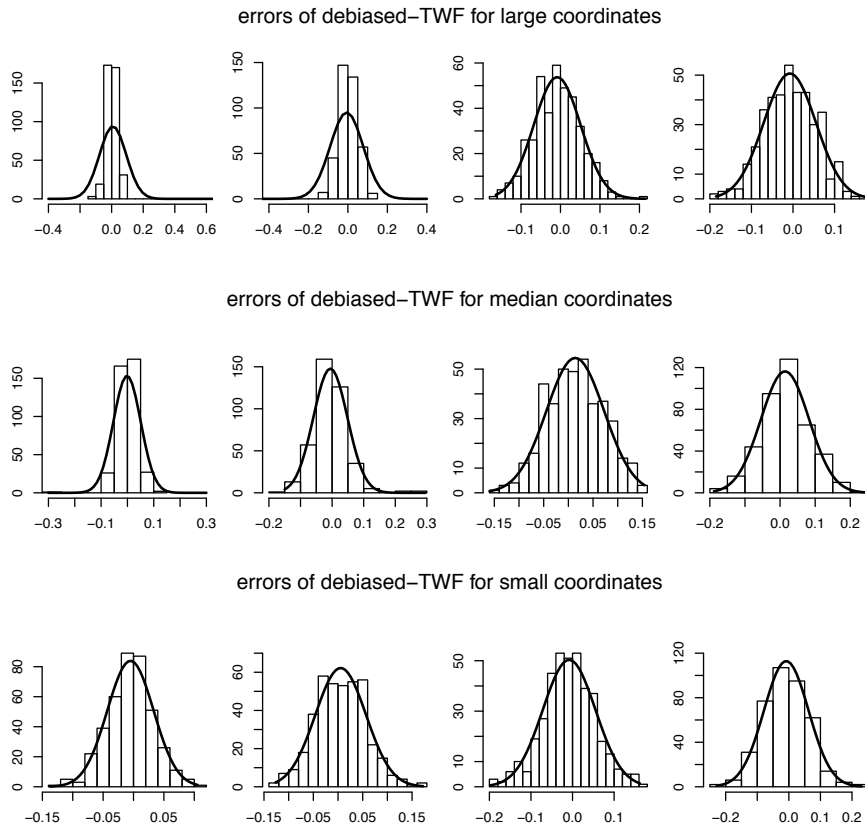 errors of debiased−TWF for large coordinates
0 50 100 150
−0.4 0.0 0.2 0.4 0.6
0 50 100 150
−0.4 −0.2 0.0 0.2 0.4
0 20 40 60
−0.1 0.0 0.1 0.2
0 10 30 50
−0.2 −0.1 0.0 0.1
errors of debiased−TWF for median coordinates
0 50 100 150
−0.3 −0.1 0.1 0.3
0 50 100 150
−0.2 0.0 0.1 0.2 0.3
0 10 30 50
−0.15 −0.05 0.05 0.15
0 40 80 120
−0.2 0.0 0.1 0.2
errors of debiased−TWF for small coordinates
0 20 40 60 80
−0.15 −0.05 0.05
0 20 40 60
−0.15 −0.05 0.05 0.15
0 10 30 50
−0.2 −0.1 0.0 0.1
0 40 80 120
−0.2 0.0 0.1 0.2